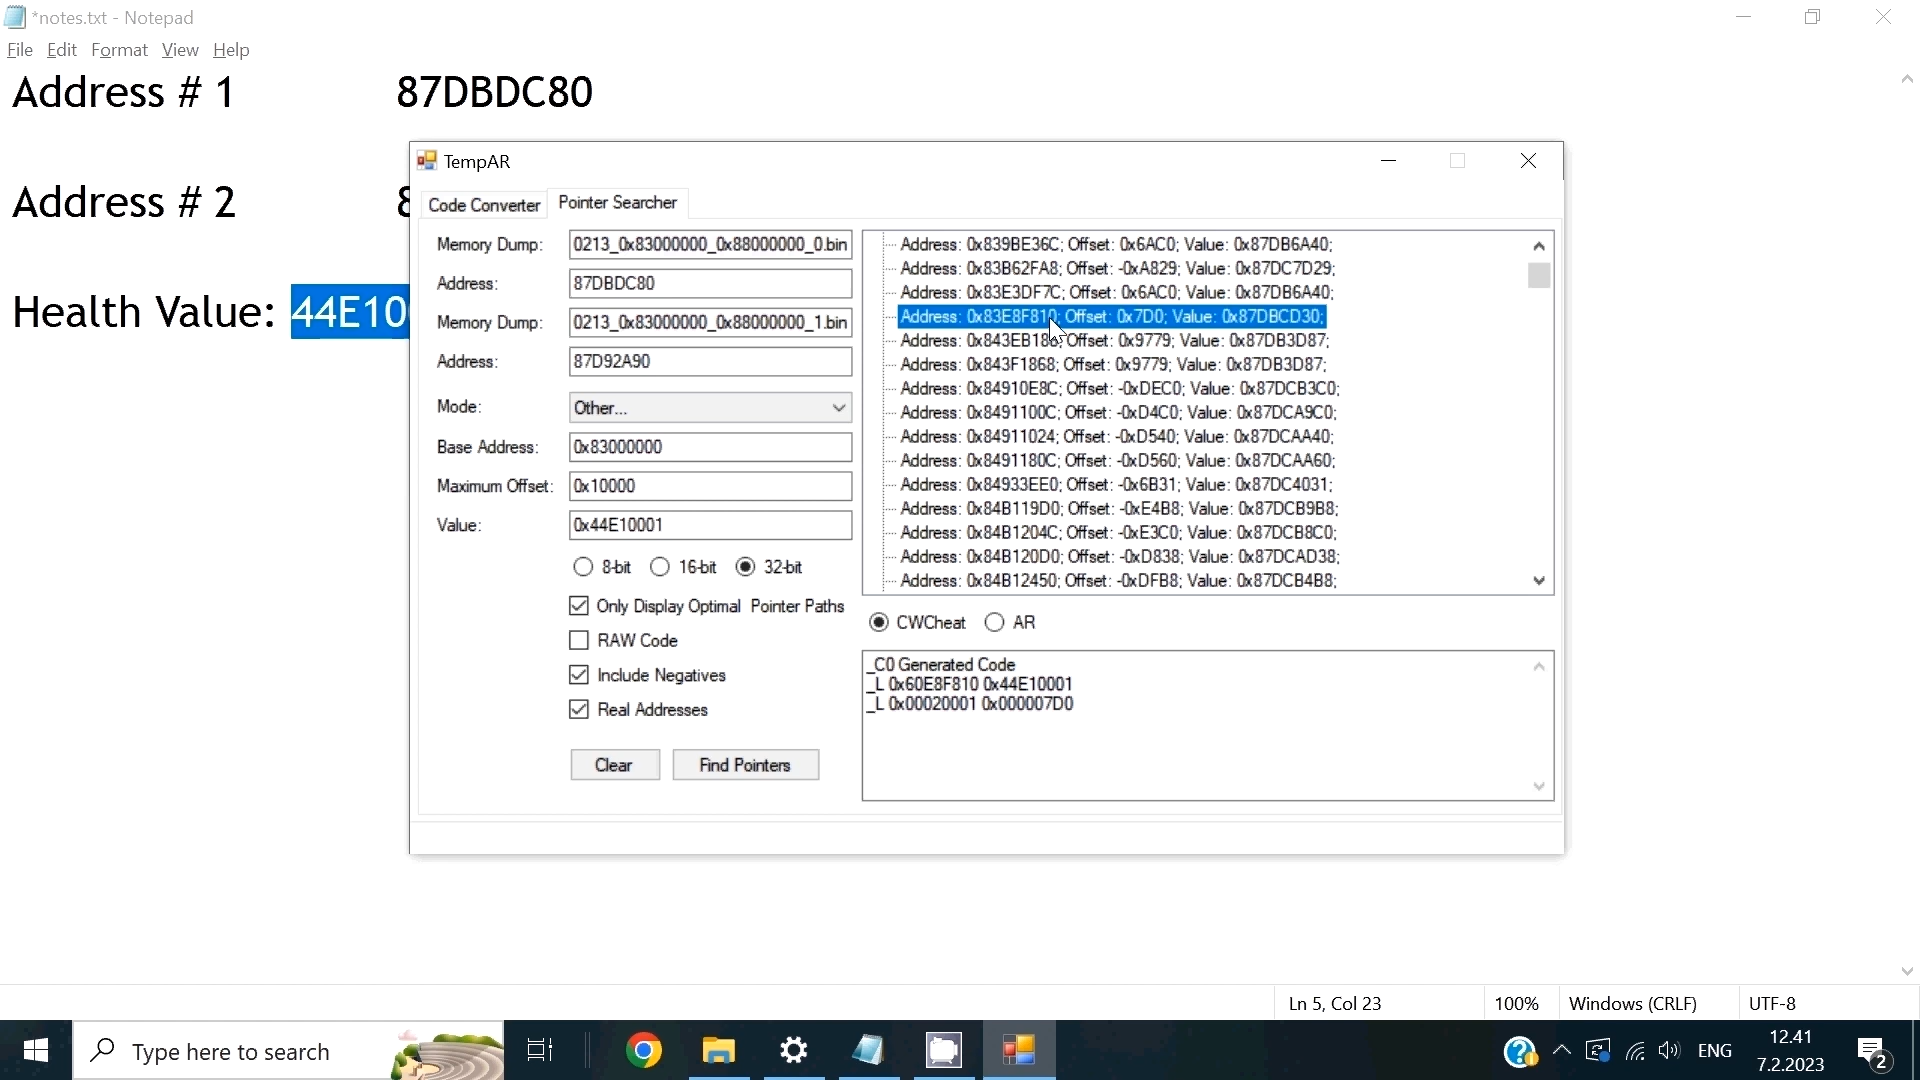 *notes.txt - Notepad
File Edit Format View Help
Address # 1 87DBDC80
Address # 2 8
Health Value: 44E10
TempAR
Code Converter Pointer Searcher
Memory Dump: 0213_0x83000000_0x88000000_0.bin
Address: 87DBDC80
Memory Dump: 0213_0x83000000_0x88000000_1.bin
Address: 87D92A90
Mode: Other...
Base Address: 0x83000000
Maximum Offset: 0x10000
Value: 0x44E10001
8-bit 16-bit 32-bit
Only Display Optimal Pointer Paths
RAW Code
Include Negatives
Real Addresses
Clear Find Pointers
Address: 0x839BE36C; Offset: 0x6AC0; Value: 0x87DB6A40;
Address: 0x83B62FA8; Offset: -0xA829; Value: 0x87DC7D29;
Address: 0x83E3DF7C; Offset: 0x6AC0; Value: 0x87DB6A40;
Address: 0x83E8F810; Offset: 0x7D0; Value: 0x87DBCD30;
Address: Offset: 0x9779; Value: 0x87DB3D87;
Address: 0x843F1868; Offset: 0x9779; Value: 0x87DB3D87;
Address: 0x84910E8C; Offset: -0xDEC0; Value: 0x87DCB3C0;
Address: 0x8491100C; Offset: -0xD4C0; Value: 0x87DCA9C0;
Address: 0x84911024; Offset: -0xD540; Value: 0x87DCAA40;
Address: 0x8491180C; Offset: -0xD560; Value: 0x87DCAA60;
Address: 0x84933EE0; Offset: -0x6B31; Value: 0x87DC4031;
Address: 0x84B119D0; Offset: -0xE4B8; Value: 0x87DCB9B8;
Address: 0x84B1204C; Offset: -0xE3C0; Value: 0x87DCB8C0;
Address: 0x84B120D0; Offset: -0xD838; Value: 0x87DCAD38;
Address: 0x84B12450; Offset: -0xDFB8; Value: 0x87DCB4B8;
CWCheat AR
_C0 Generated Code
_L 0x60E8F810 0x44E10001
_L 0x00020001 0x000007D0
Ln 5, Col 23 100% Windows (CRLF) UTF-8
Type here to search
ENG
12.41
7.2.2023
2